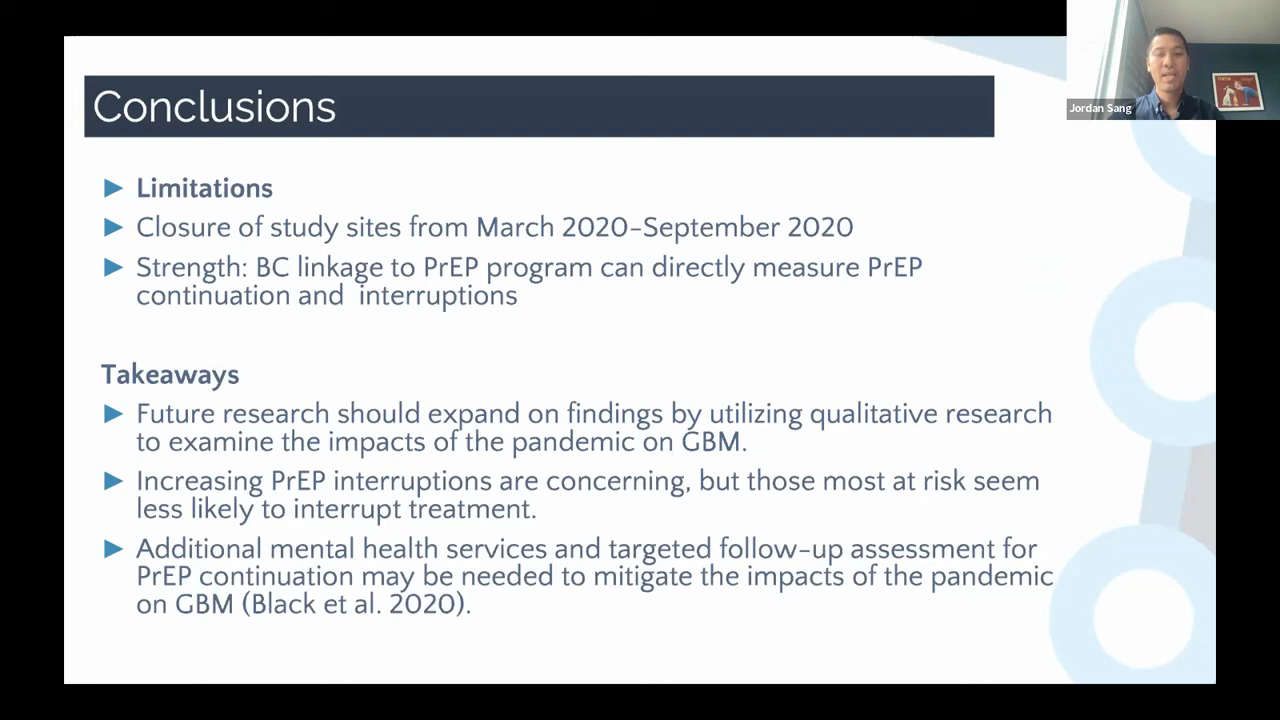 Conclusions
Jordan Sang
Limitations
Closure of study sites from March 2020–September 2020
Strength: BC linkage to PrEP program can directly measure PrEP
continuation and  interruptions
Takeaways
Future research should expand on findings by utilizing qualitative research
to examine the impacts of the pandemic on GBM.
Increasing PrEP interruptions are concerning, but those most at risk seem
less likely to interrupt treatment.
Additional mental health services and targeted follow-up assessment for
PrEP continuation may be needed to mitigate the impacts of the pandemic
on GBM (Black et al. 2020).